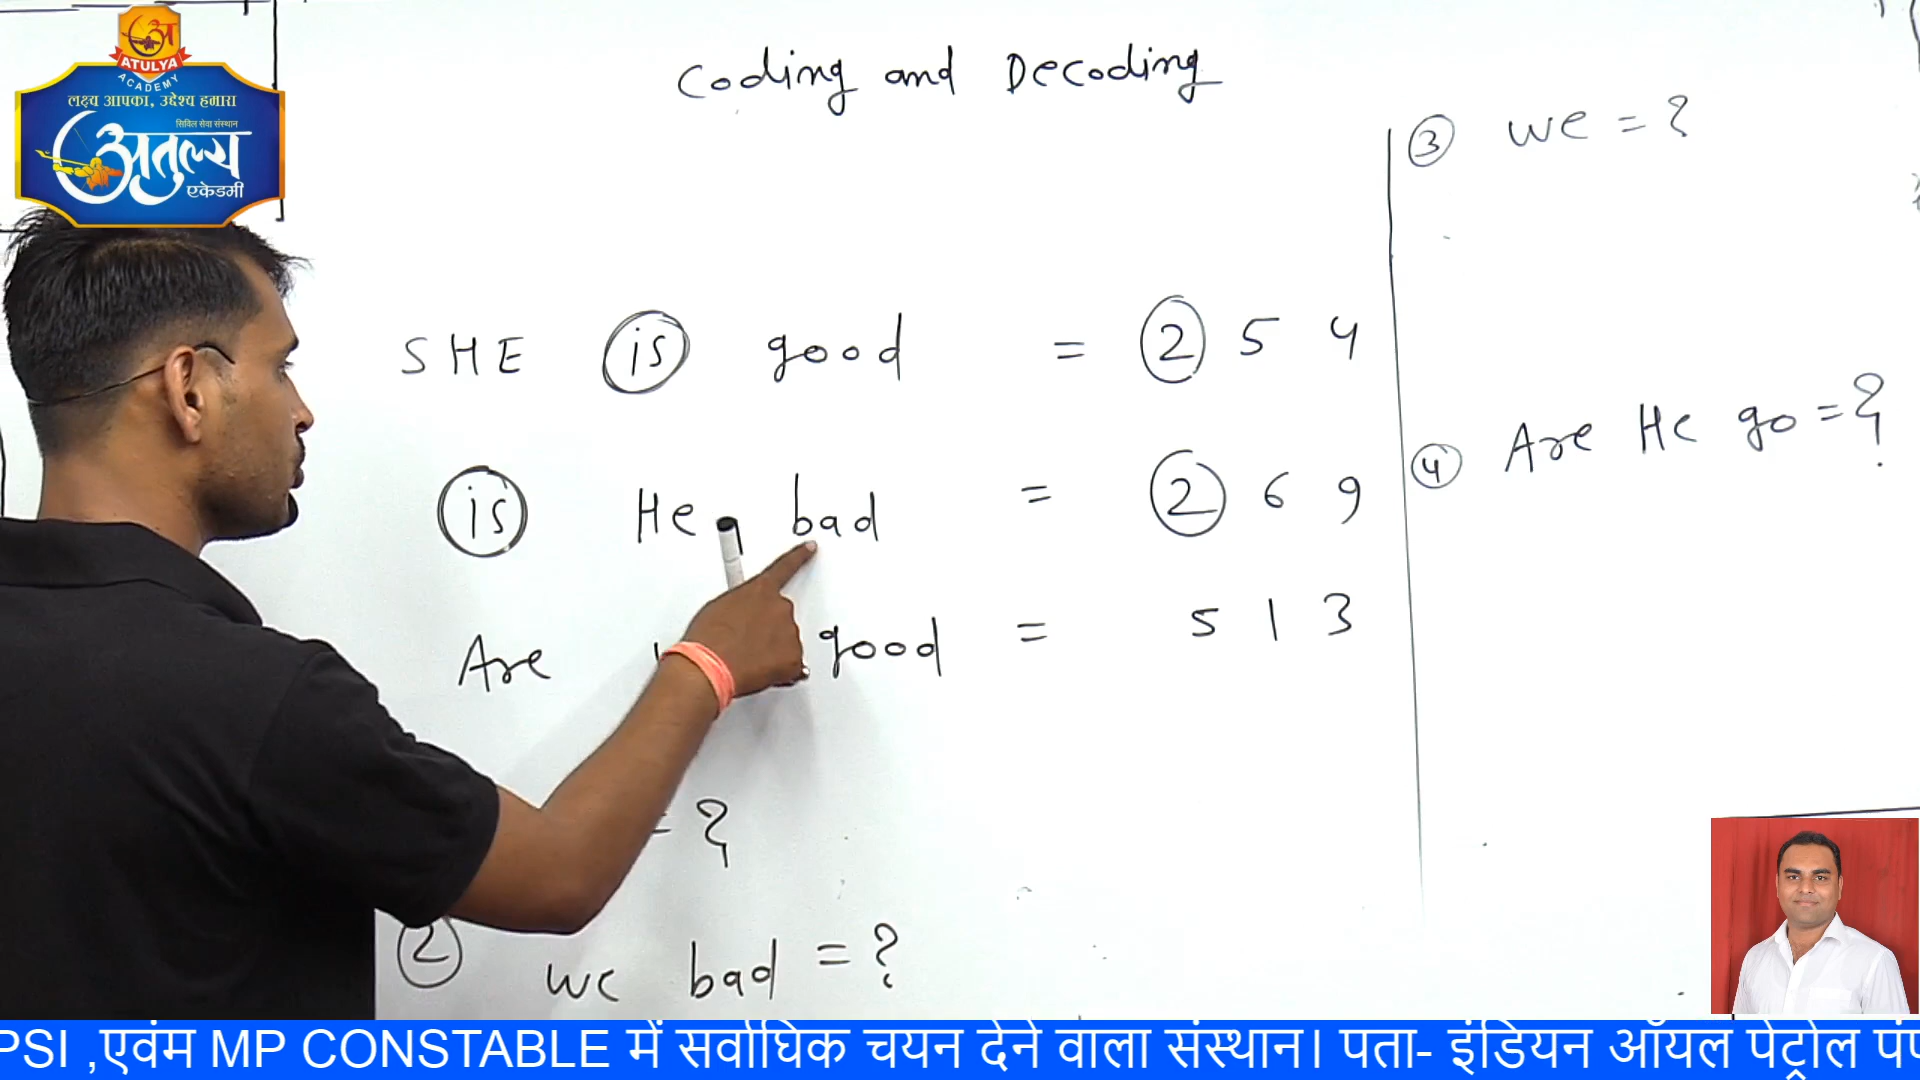 ATULYA
ACADEMY
लक्ष्य आपका, उद्देश्य हमारा
सिविल सेवा संस्थान
अतुल्य
एकेडमी
Coding and Decoding
SHE is good = 2 5 4
is He bad = 2 6 9
Are good = 5 1 3
= ?
② we bad = ?
③ we = ?
④ Are He go = ?
PSI ,एवंम MP CONSTABLE में सर्वाधिक चयन देने वाला संस्थान। पता- इंडियन ऑयल पेट्रोल पंप